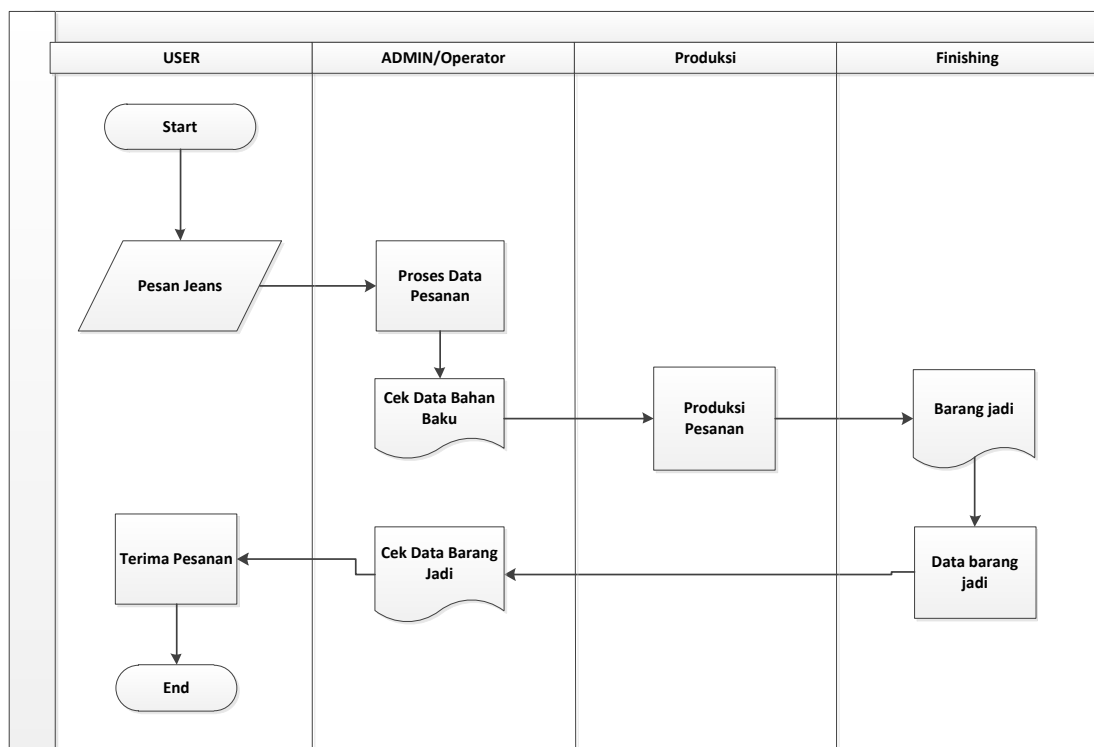 USER
ADMIN/Operator
Produksi
Finishing
Start
Pesan Jeans
Proses Data
Pesanan
Cek Data Bahan
Baku
Produksi
Pesanan
Barang jadi
Terima Pesanan
Cek Data Barang
Jadi
Data barang
jadi
End